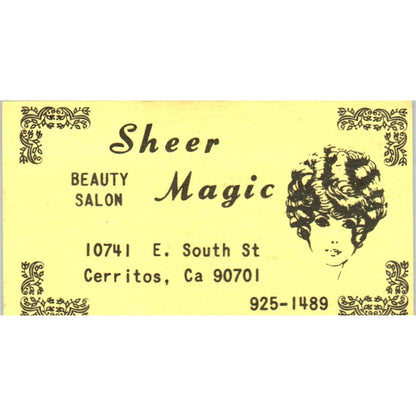 Sheer
BEAUTY SALON
Magic
10741 E. South St
Cerritos, Ca 90701
925-1489